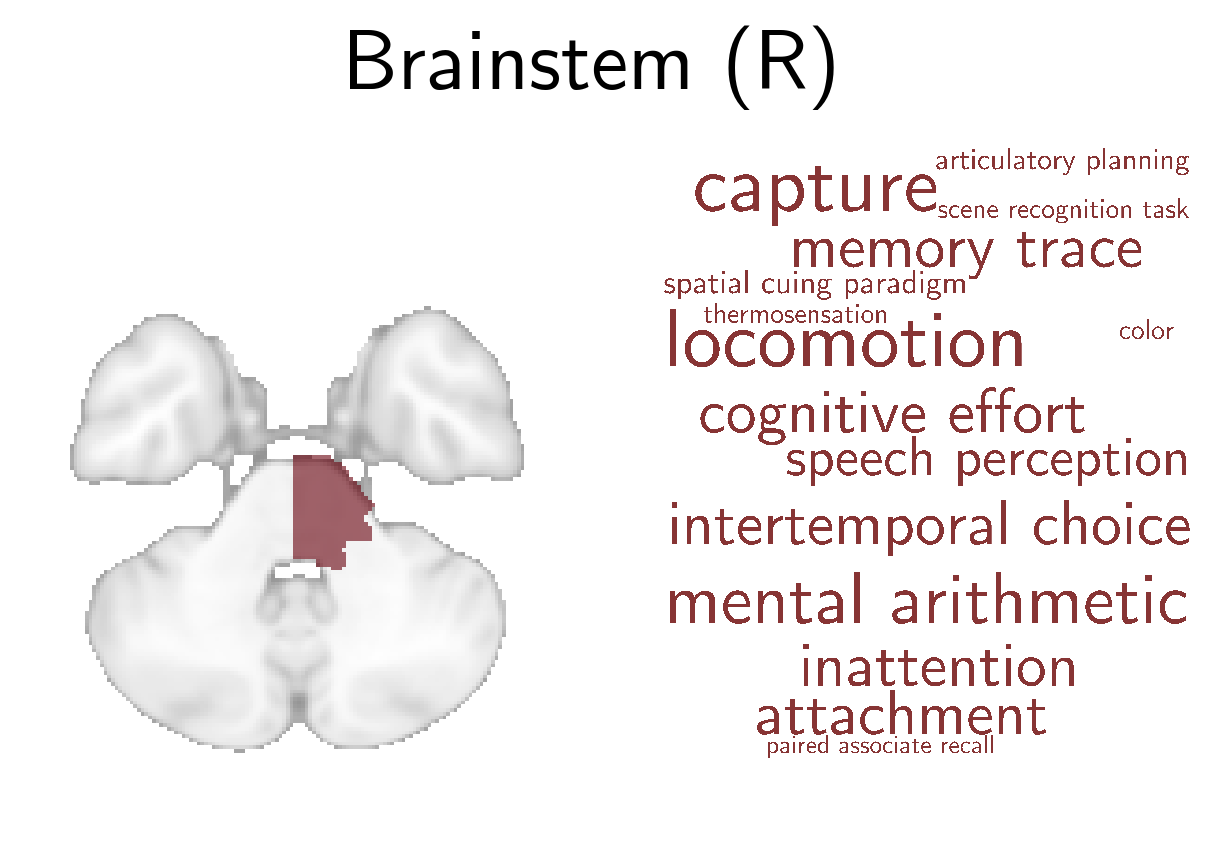 Brainstem (R)
articulatory planning
capture
scene recognition task
memory trace
spatial cuing paradigm
thermosensation
locomotion
color
cognitive effort
speech perception
intertemporal choice
mental arithmetic
inattention
attachment
paired associate recall